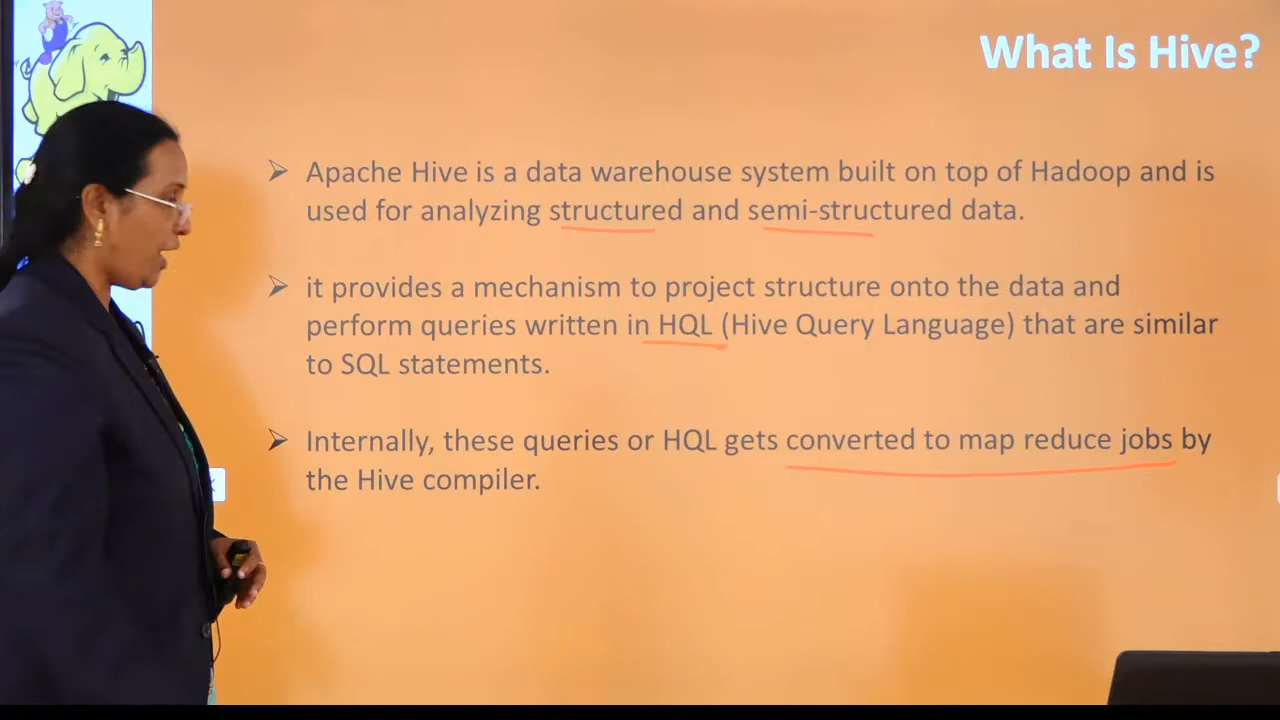 What Is Hive?
➢ Apache Hive is a data warehouse system built on top of Hadoop and is
used for analyzing structured and semi-structured data.
➢ it provides a mechanism to project structure onto the data and
perform queries written in HQL (Hive Query Language) that are similar
to SQL statements.
➢ Internally, these queries or HQL gets converted to map reduce jobs by
the Hive compiler.